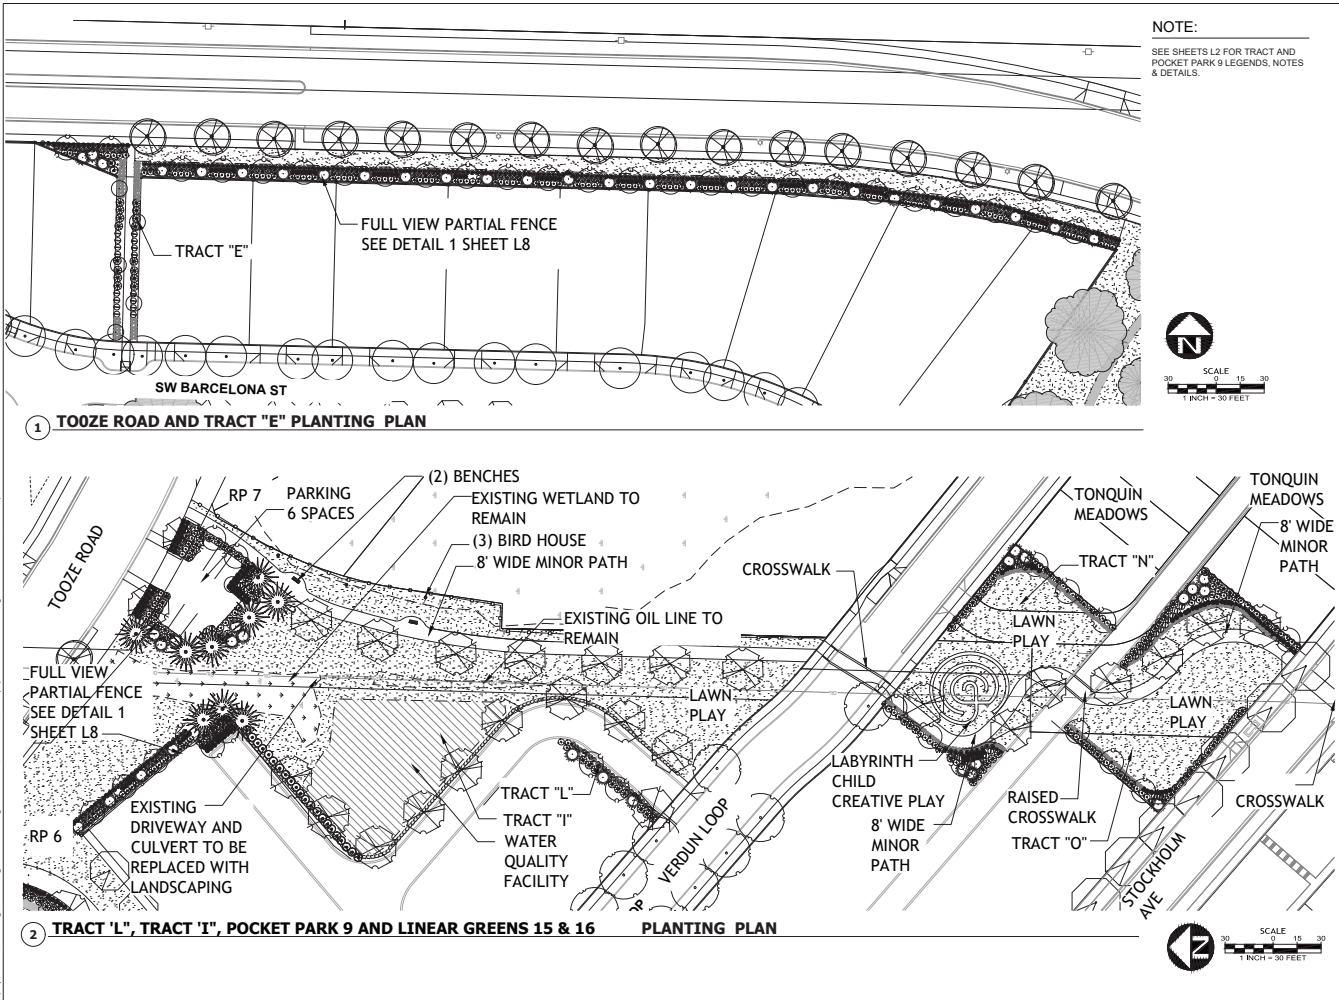 NOTE:
SEE SHEETS L2 FOR TRACT AND
POCKET PARK 9 LEGENDS, NOTES
& DETAILS.
FULL VIEW PARTIAL FENCE
SEE DETAIL 1 SHEET L8
TRACT "E"
SW BARCELONA ST
N
SCALE
30 0 15 30
1 INCH = 30 FEET
1 TO0ZE ROAD AND TRACT "E" PLANTING PLAN
TOOZE ROAD
RP 7
PARKING
6 SPACES
(2) BENCHES
EXISTING WETLAND TO
REMAIN
(3) BIRD HOUSE
8' WIDE MINOR PATH
EXISTING OIL LINE TO
REMAIN
CROSSWALK
TONQUIN
MEADOWS
TONQUIN
MEADOWS
8' WIDE
MINOR
PATH
TRACT "N"
LAWN
PLAY
FULL VIEW
PARTIAL FENCE
SEE DETAIL 1
SHEET L8
LAWN
PLAY
LAWN
PLAY
RP 6
EXISTING
DRIVEWAY AND
CULVERT TO BE
REPLACED WITH
LANDSCAPING
TRACT "L"
TRACT "I"
WATER
QUALITY
FACILITY
VERDUN LOOP
OP
LABYRINTH
CHILD
CREATIVE PLAY
8' WIDE
MINOR
PATH
RAISED
CROSSWALK
TRACT "O"
STOCKHOLM
AVE
CROSSWALK
2 TRACT 'L", TRACT 'I", POCKET PARK 9 AND LINEAR GREENS 15 & 16 PLANTING PLAN
N
SCALE
30 0 15 30
1 INCH = 30 FEET